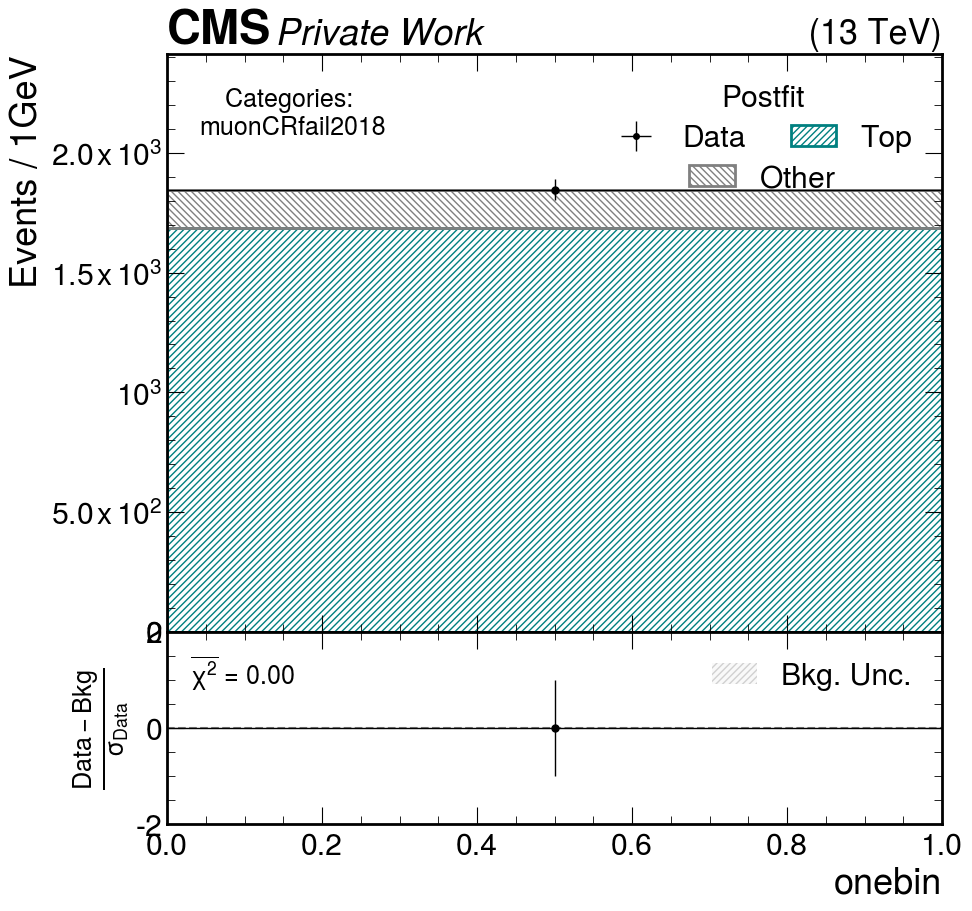 CMS Private Work (13 TeV)
Events / 1GeV
Categories:
muonCRfail2018
Postfit
Data
Top
Other
2.0 x 10³
1.5 x 10³
10³
5.0 x 10²
0
2
χ² = 0.00
Bkg. Unc.
Data – Bkg
σData
0
-2
0.0 0.2 0.4 0.6 0.8 1.0
onebin